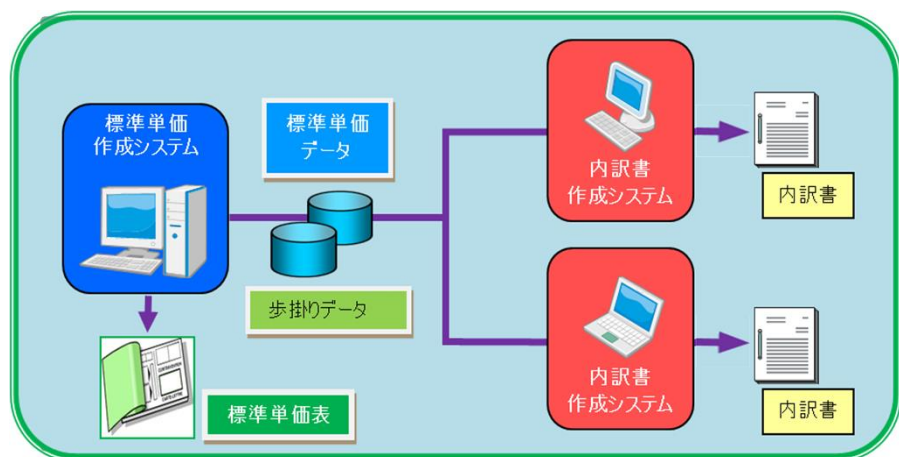 標準単価
作成システム
標準単価
データ
歩掛りデータ
標準単価表
内訳書
作成システム
内訳書
内訳書
作成システム
内訳書